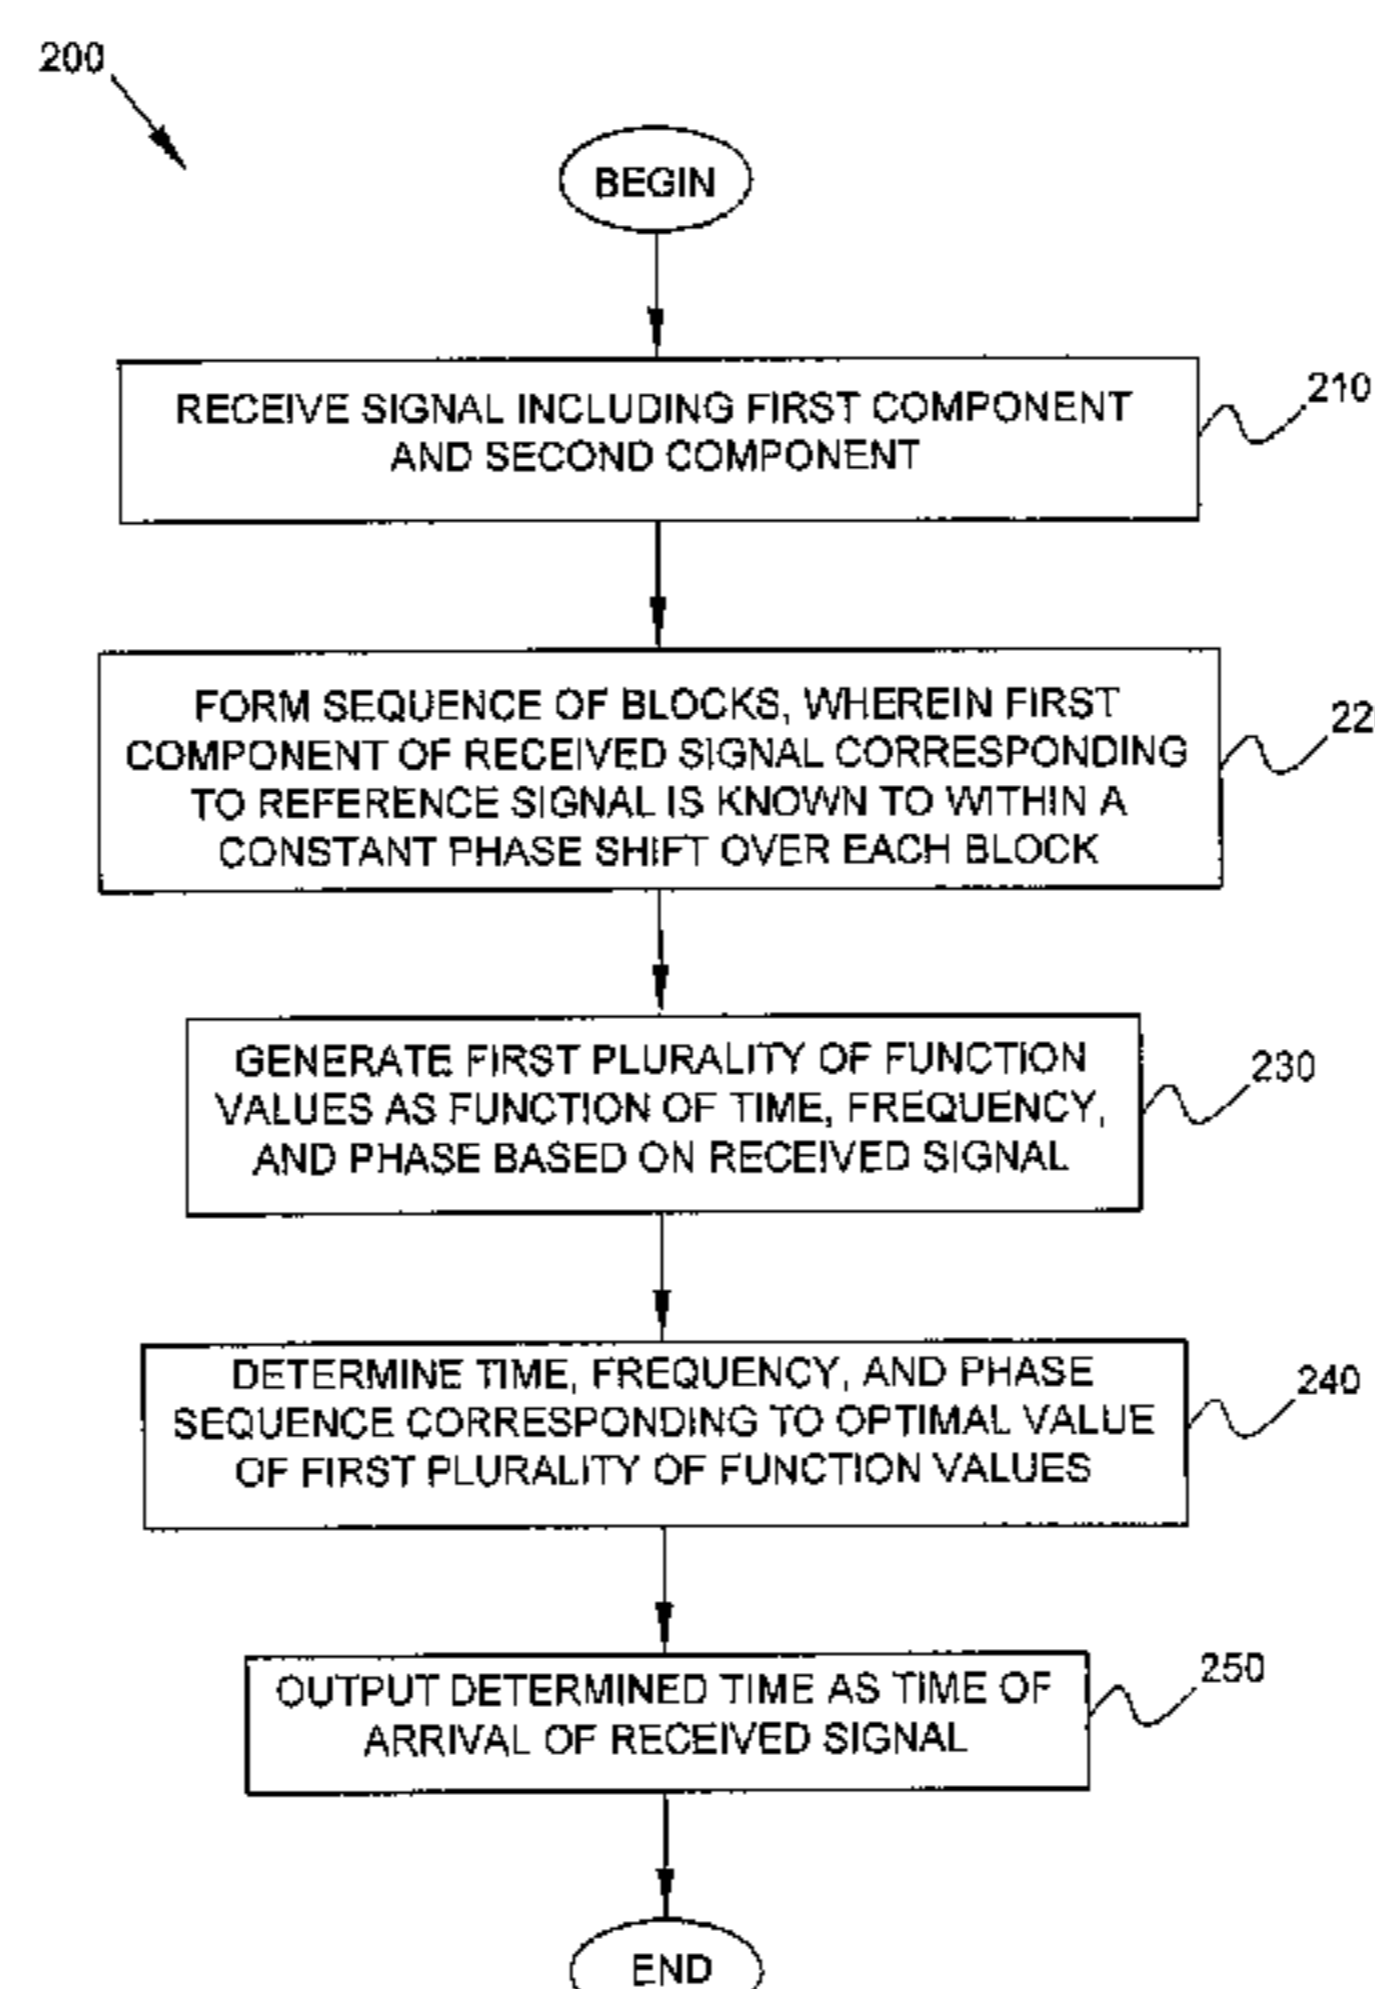 200
BEGIN
RECEIVE SIGNAL INCLUDING FIRST COMPONENT
AND SECOND COMPONENT
210
FORM SEQUENCE OF BLOCKS, WHEREIN FIRST
COMPONENT OF RECEIVED SIGNAL CORRESPONDING
TO REFERENCE SIGNAL IS KNOWN TO WITHIN A
CONSTANT PHASE SHIFT OVER EACH BLOCK
22
GENERATE FIRST PLURALITY OF FUNCTION
VALUES AS FUNCTION OF TIME, FREQUENCY,
AND PHASE BASED ON RECEIVED SIGNAL
230
DETERMINE TIME, FREQUENCY, AND PHASE
SEQUENCE CORRESPONDING TO OPTIMAL VALUE
OF FIRST PLURALITY OF FUNCTION VALUES
240
OUTPUT DETERMINED TIME AS TIME OF
ARRIVAL OF RECEIVED SIGNAL
250
END